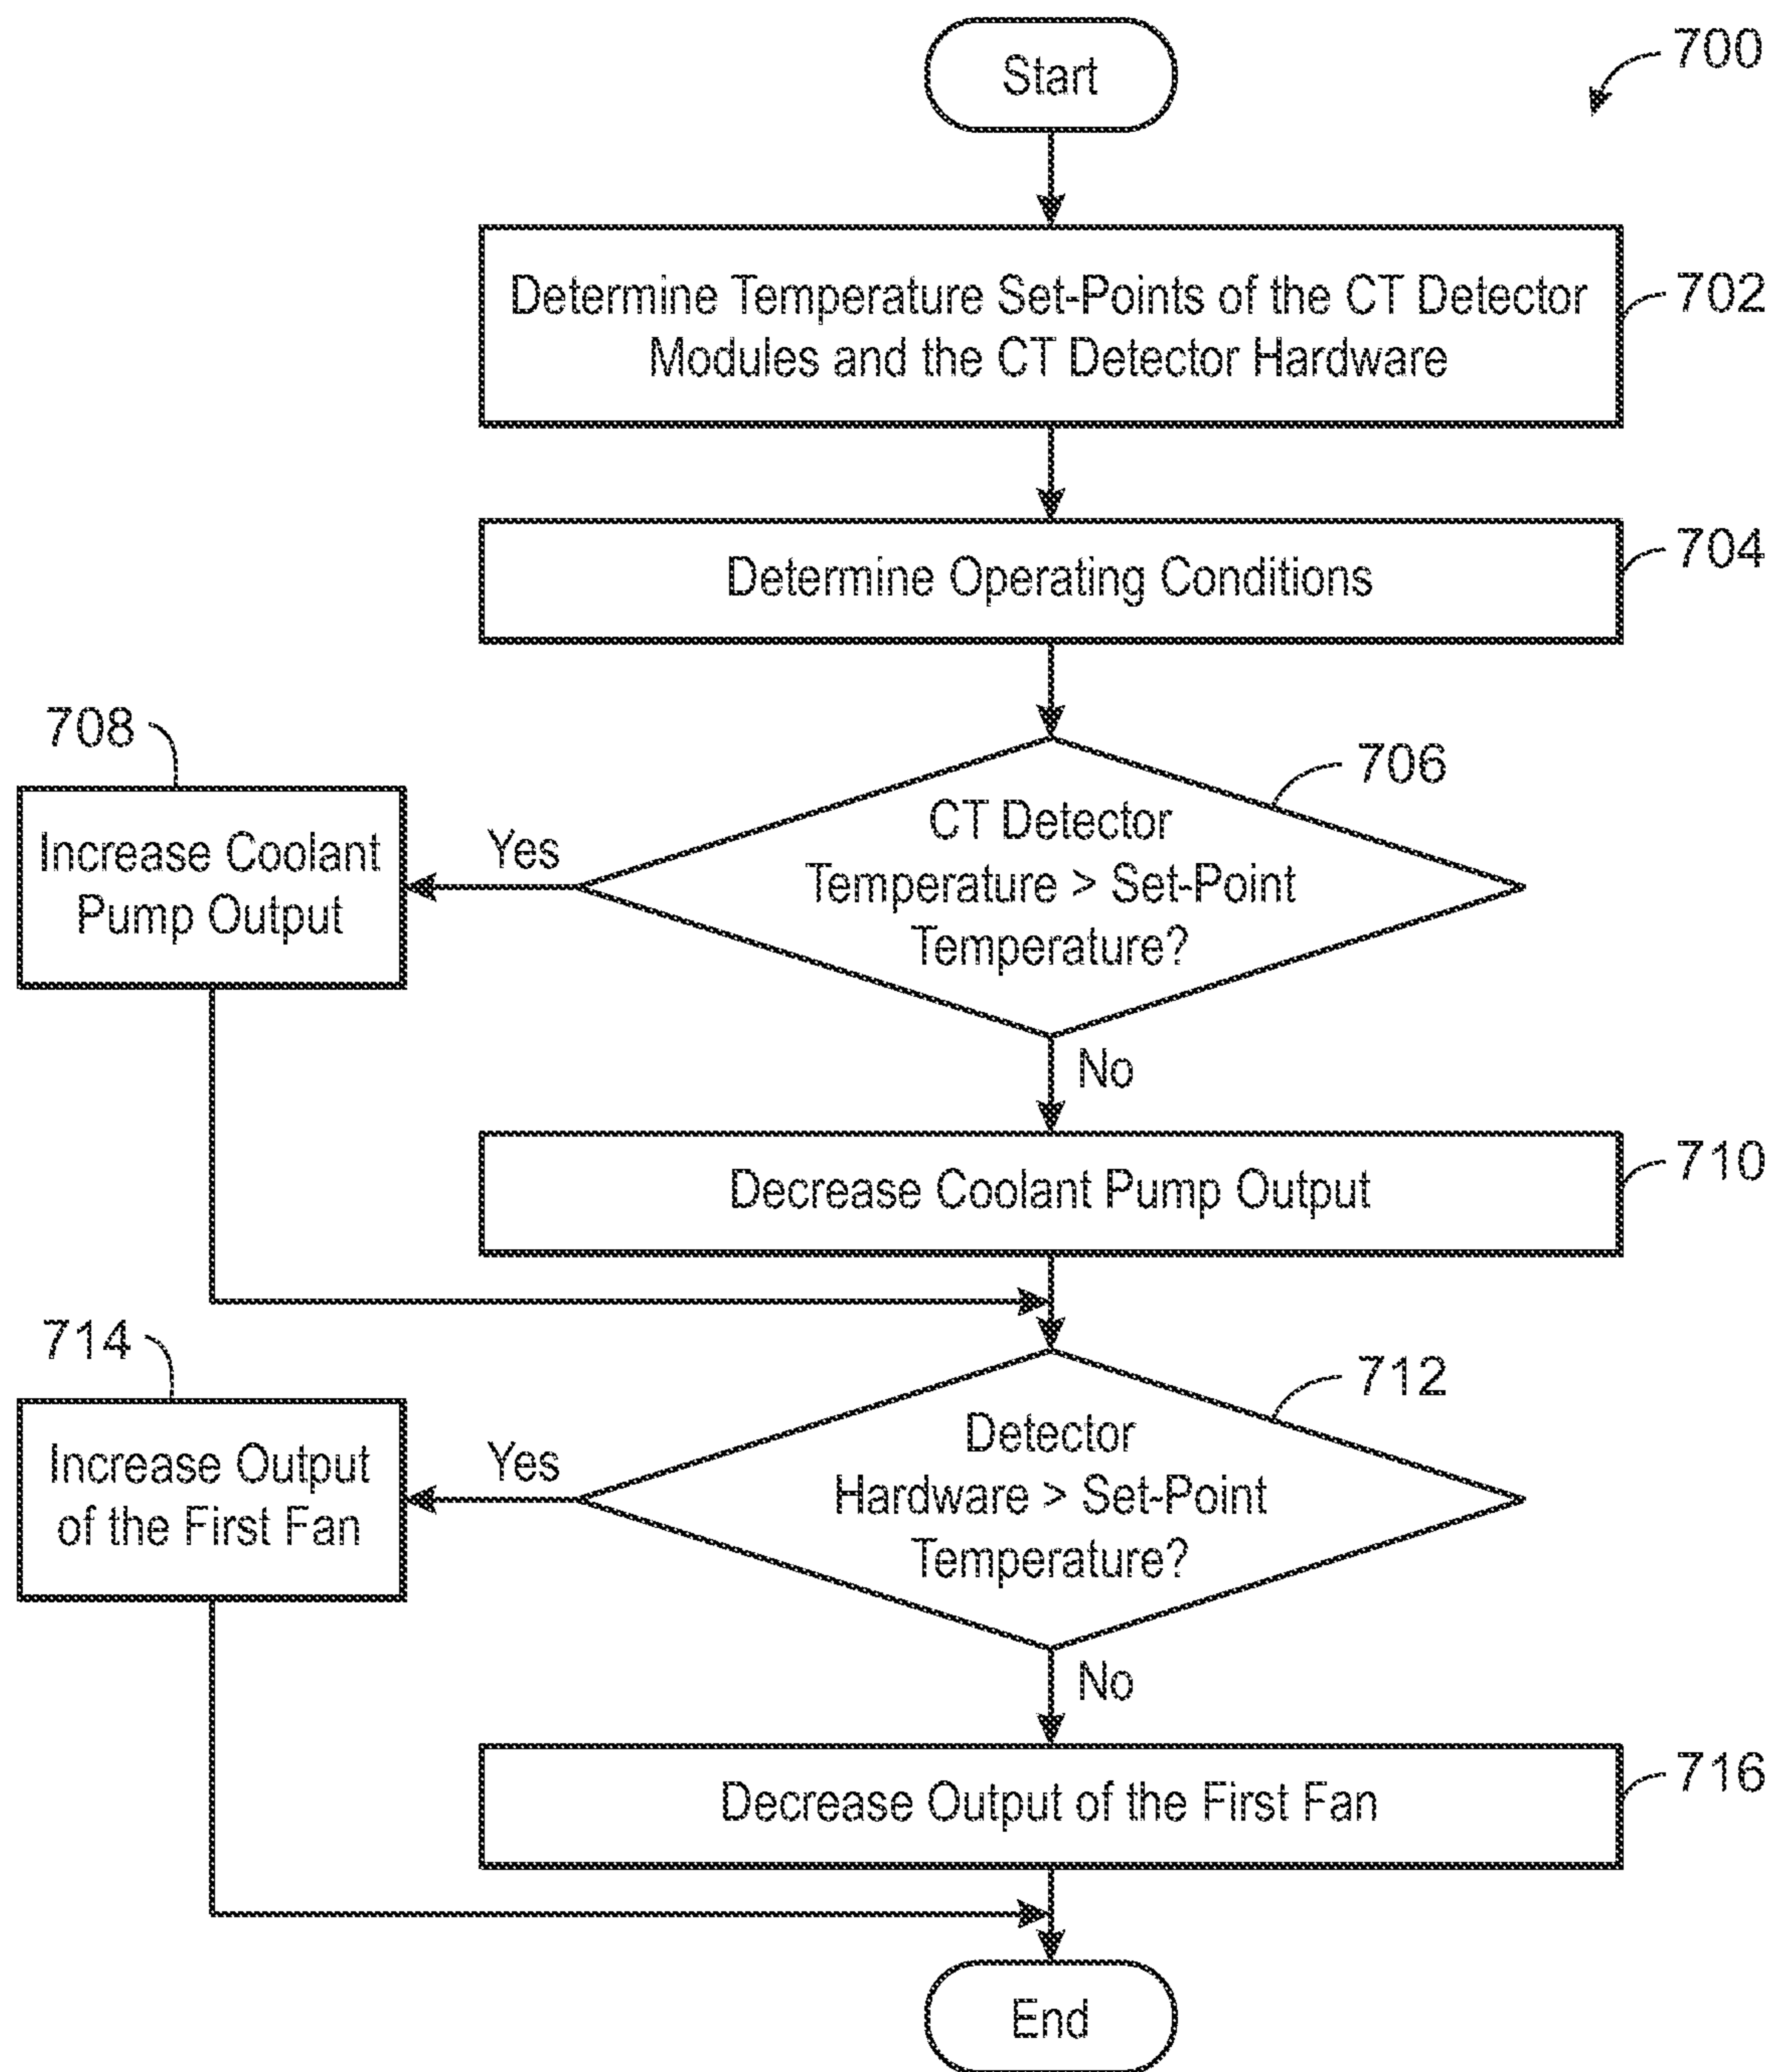 Start
700
Determine Temperature Set-Points of the CT Detector
Modules and the CT Detector Hardware
702
Determine Operating Conditions
704
706
CT Detector
Temperature > Set-Point
Temperature?
Yes
708
Increase Coolant
Pump Output
No
Decrease Coolant Pump Output
710
712
Detector
Hardware > Set-Point
Temperature?
Yes
714
Increase Output
of the First Fan
No
Decrease Output of the First Fan
716
End